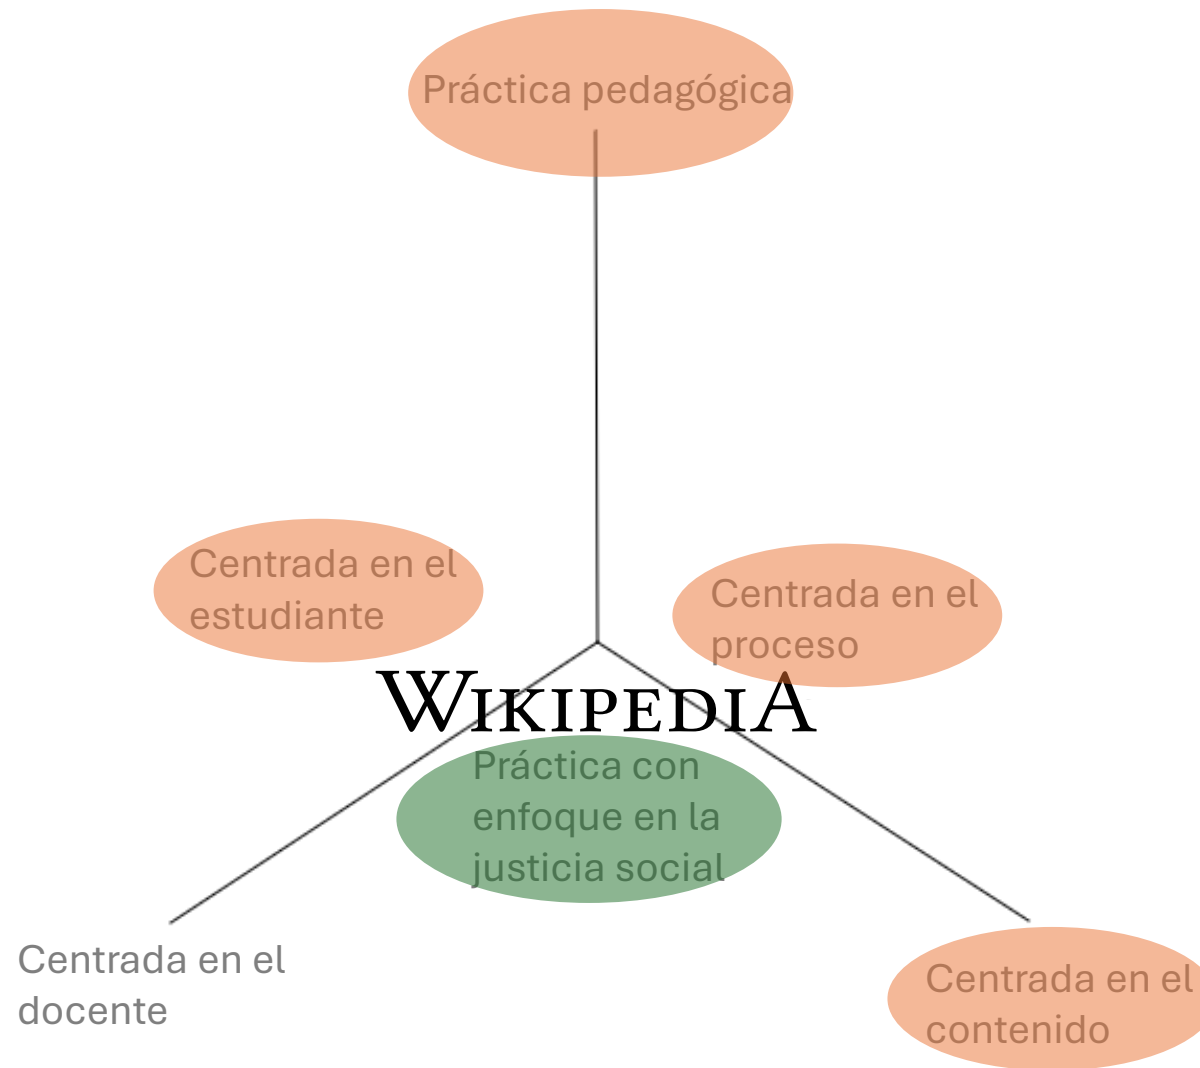 Práctica pedagógica
Centrada en el
estudiante
Centrada en el
proceso
WIKIPEDIA
Práctica con
enfoque en la
justicia social
Centrada en el
docente
Centrada en el
contenido